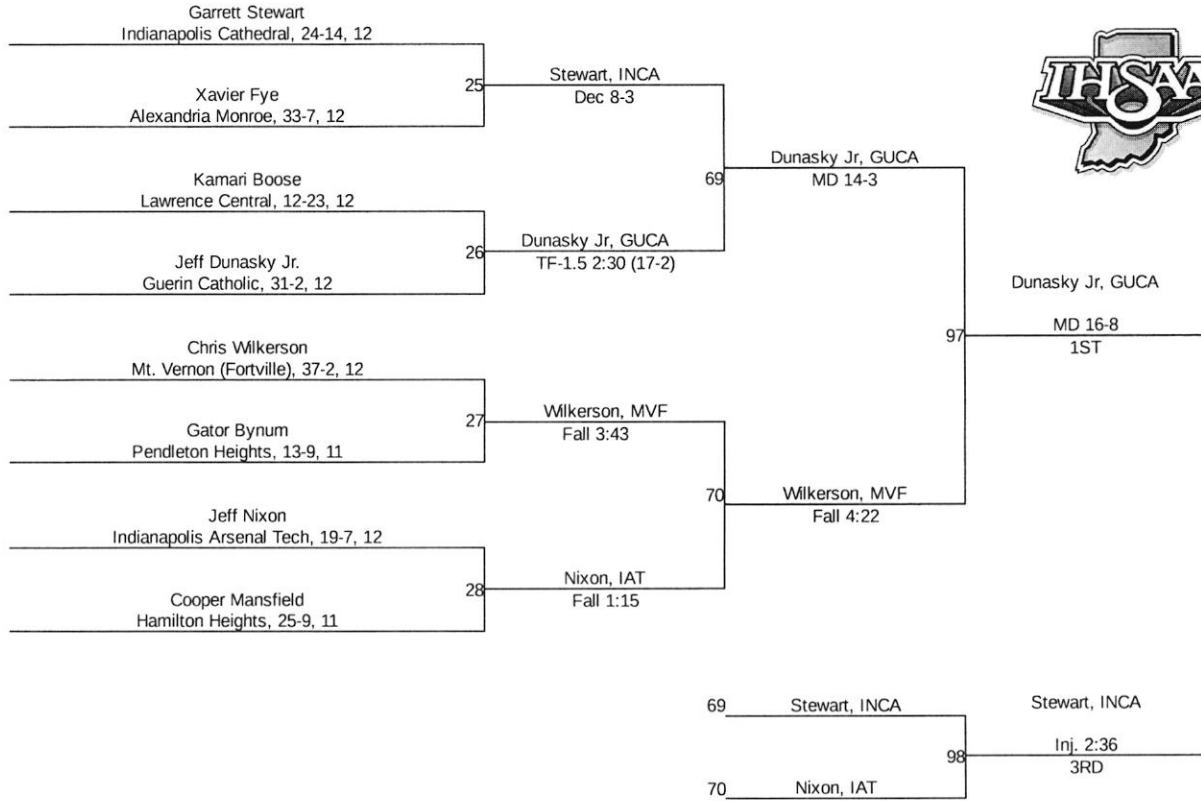 Garrett Stewart
Indianapolis Cathedral, 24-14, 12
IHSAA
25
Stewart, INCA
Dec 8-3
Xavier Fye
Alexandria Monroe, 33-7, 12
69
Dunasky Jr, GUCA
MD 14-3
Kamari Boose
Lawrence Central, 12-23, 12
26
Dunasky Jr, GUCA
TF-1.5 2:30 (17-2)
Jeff Dunasky Jr.
Guerin Catholic, 31-2, 12
97
Dunasky Jr, GUCA
MD 16-8
1ST
Chris Wilkerson
Mt. Vernon (Fortville), 37-2, 12
27
Wilkerson, MVF
Fall 3:43
Gator Bynum
Pendleton Heights, 13-9, 11
70
Wilkerson, MVF
Fall 4:22
Jeff Nixon
Indianapolis Arsenal Tech, 19-7, 12
28
Nixon, IAT
Fall 1:15
Cooper Mansfield
Hamilton Heights, 25-9, 11
69
Stewart, INCA
98
Stewart, INCA
Inj. 2:36
3RD
70
Nixon, IAT